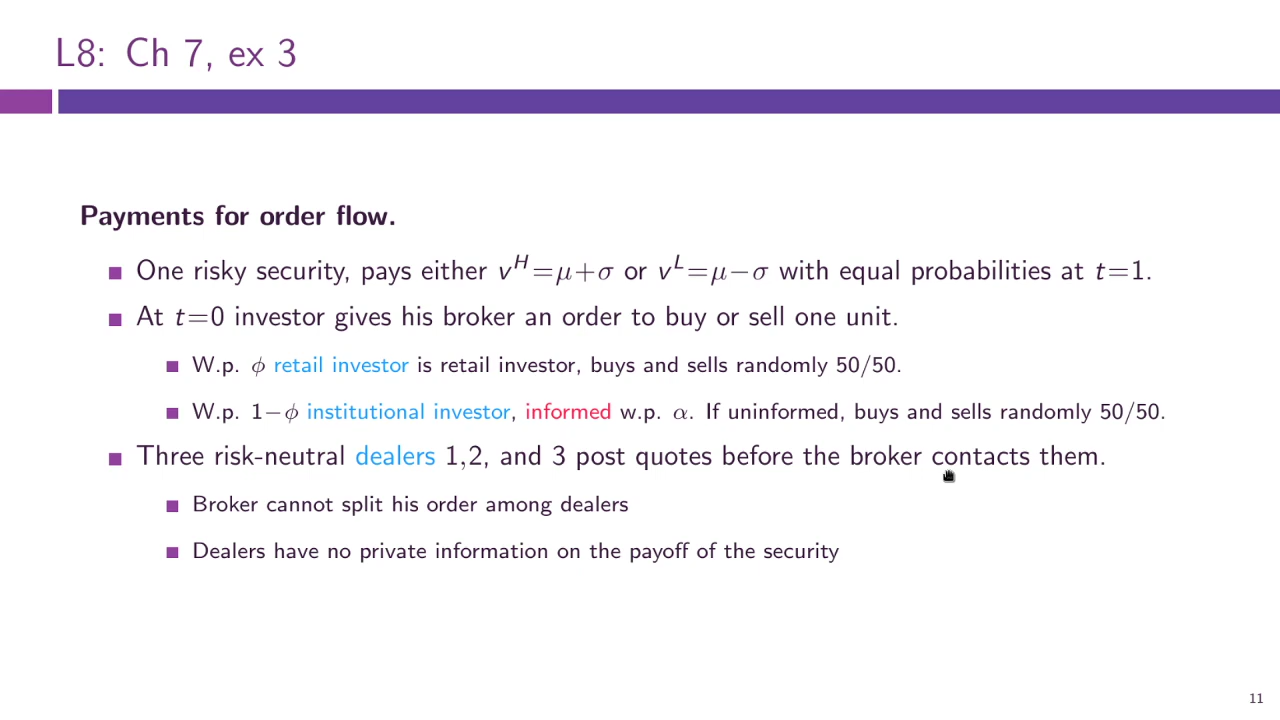 L8: Ch 7, ex 3
Payments for order flow.
One risky security, pays either v^H=μ+σ or v^L=μ−σ with equal probabilities at t=1.
At t=0 investor gives his broker an order to buy or sell one unit.
W.p. ϕ retail investor is retail investor, buys and sells randomly 50/50.
W.p. 1−ϕ institutional investor, informed w.p. α. If uninformed, buys and sells randomly 50/50.
Three risk-neutral dealers 1,2, and 3 post quotes before the broker contacts them.
Broker cannot split his order among dealers
Dealers have no private information on the payoff of the security
11